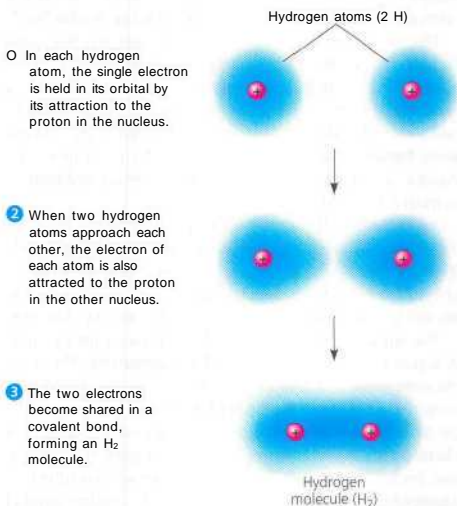 Hydrogen atoms (2 H)
O In each hydrogen
atom, the single electron
is held in its orbital by
its attraction to the
proton in the nucleus.
+
+
2 When two hydrogen
atoms approach each
other, the electron of
each atom is also
attracted to the proton
in the other nucleus.
+
+
3 The two electrons
become shared in a
covalent bond,
forming an H₂
molecule.
+
+
Hydrogen
molecule (H₂)